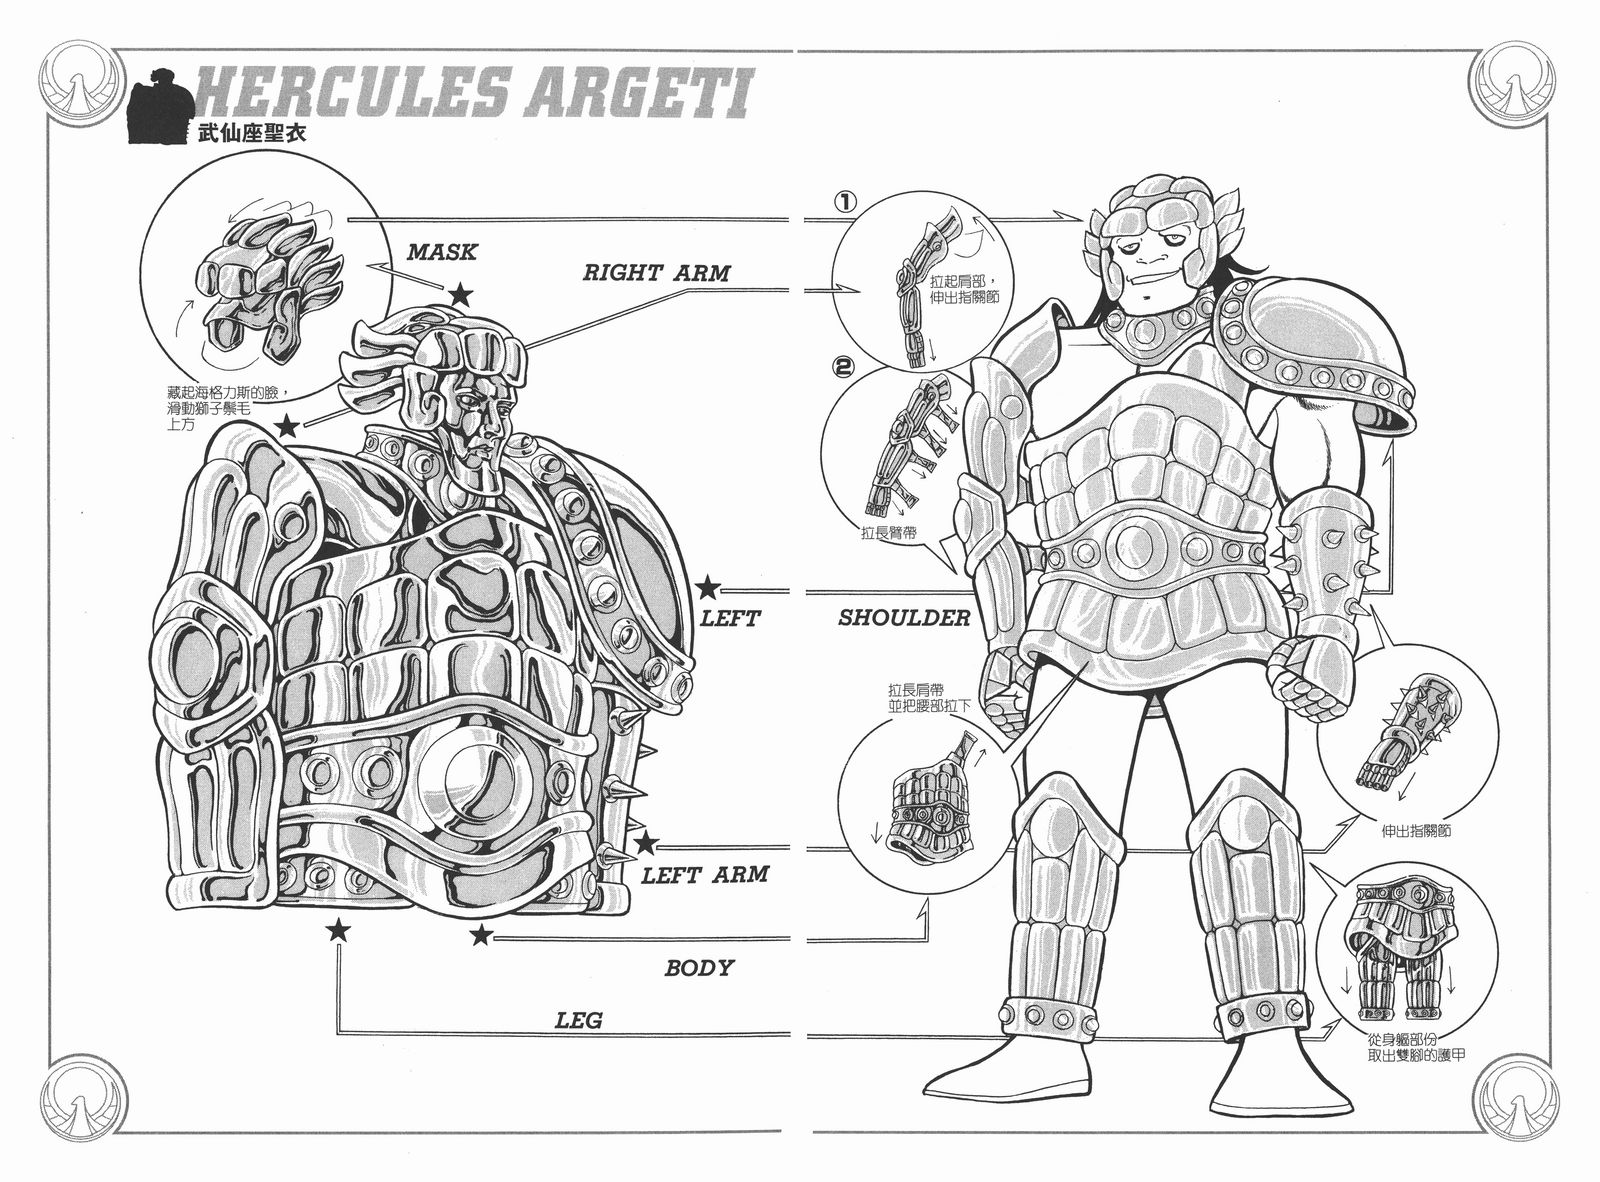 HERCULES ARGETI
武仙座聖衣
MASK
RIGHT ARM
藏起海格力斯的臉，
滑動獅子鬃毛
上方
1
拉起肩部，
伸出指關節
2
拉長臂帶
LEFT SHOULDER
拉長肩帶
並把腰部拉下
伸出指關節
LEFT ARM
BODY
LEG
從身軀部份
取出雙腳的護甲